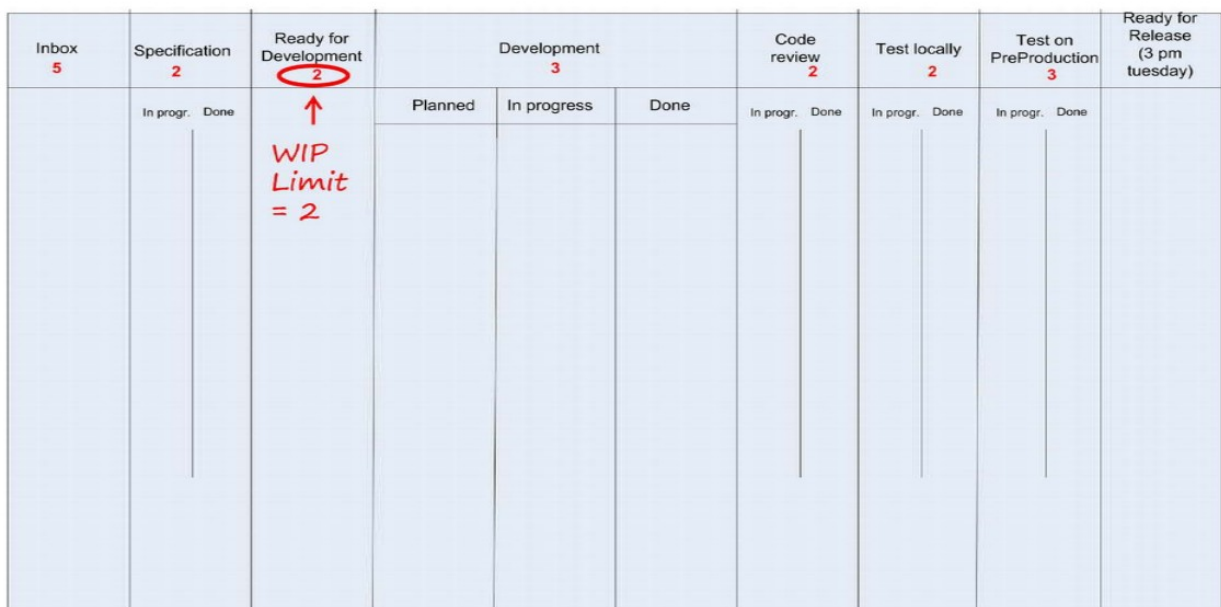 Inbox
5
Specification
2
Ready for
Development
2
Development
3
Code
review
2
Test locally
2
Test on
PreProduction
3
Ready for
Release
(3 pm
tuesday)
In progr. Done
WIP
Limit
= 2
Planned
In progress
Done
In progr. Done
In progr. Done
In progr. Done